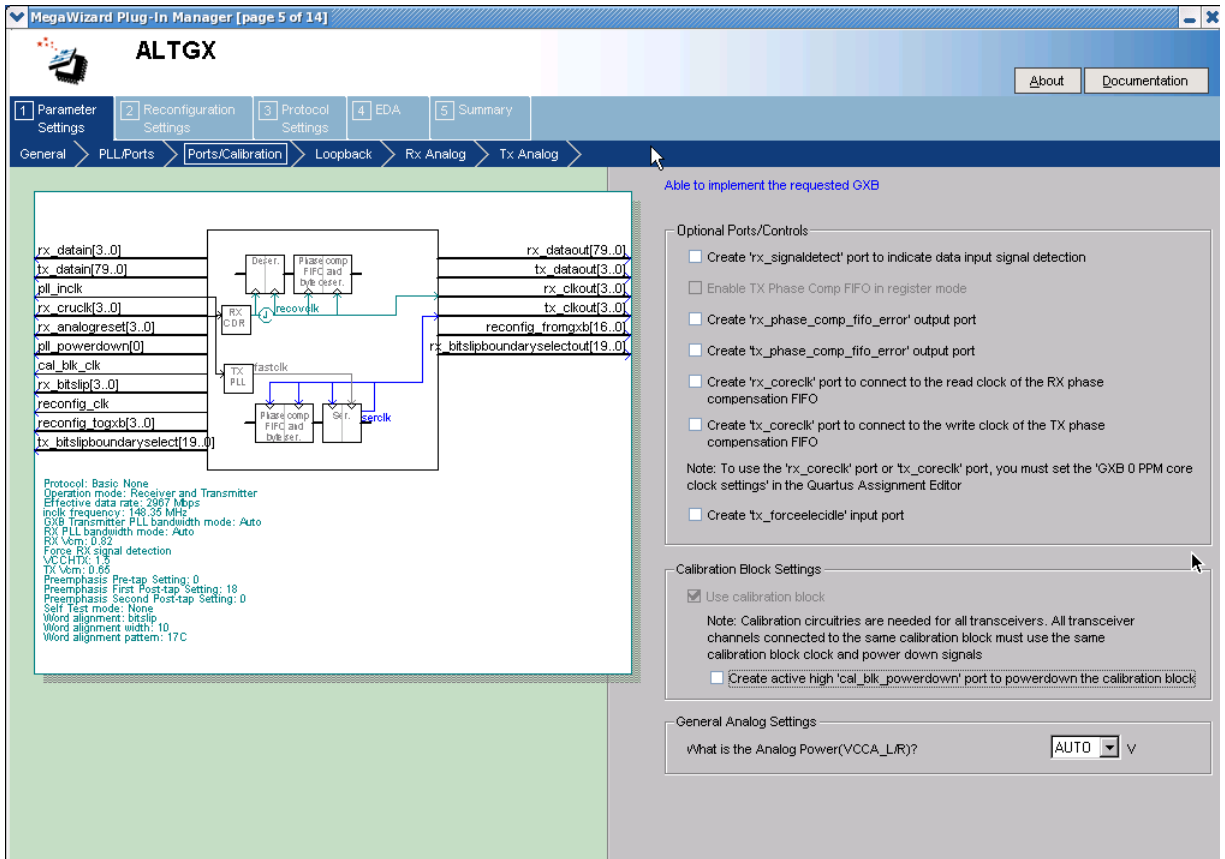 MegaWizard Plug-In Manager [page 5 of 14]
ALTGX
About
Documentation
1 Parameter Settings
2 Reconfiguration Settings
3 Protocol Settings
4 EDA
5 Summary
General
PLL/Ports
Ports/Calibration
Loopback
Rx Analog
Tx Analog
rx_datain[3..0]
tx_datain[79..0]
pll_inclk
rx_cruclk[3..0]
rx_analogreset[3..0]
pll_powerdown[0]
cal_blk_clk
rx_bitslip[3..0]
reconfig_clk
reconfig_togxb[3..0]
tx_bitslipboundaryselect[19..0]
Deser.
Phase comp
FIFO and
byte deser.
RX
CDR
recovclk
TX
PLL
fastclk
Phase comp
FIFO and
byte ser.
Ser.
serclk
rx_dataout[79..0]
tx_dataout[3..0]
rx_clkout[3..0]
tx_clkout[3..0]
reconfig_fromgxb[16..0]
rx_bitslipboundaryselectout[19..0]
Protocol: Basic None
Operation mode: Receiver and Transmitter
Effective data rate: 2967 Mbps
inclk frequency: 148.35 MHz
GXB Transmitter PLL bandwidth mode: Auto
RX PLL bandwidth mode: Auto
RX Vcm: 0.82
Force RX signal detection
VCCHTX: 1.5
TX Vcm: 0.65
Preemphasis Pre-tap Setting: 0
Preemphasis First Post-tap Setting: 18
Preemphasis Second Post-tap Setting: 0
Self Test mode: None
Word alignment: bitslip
Word alignment width: 10
Word alignment pattern: 17C
Able to implement the requested GXB
Optional Ports/Controls
Create 'rx_signaldetect' port to indicate data input signal detection
Enable TX Phase Comp FIFO in register mode
Create 'rx_phase_comp_fifo_error' output port
Create 'tx_phase_comp_fifo_error' output port
Create 'rx_coreclk' port to connect to the read clock of the RX phase
compensation FIFO
Create 'tx_coreclk' port to connect to the write clock of the TX phase
compensation FIFO
Note: To use the 'rx_coreclk' port or 'tx_coreclk' port, you must set the 'GXB 0 PPM core
clock settings' in the Quartus Assignment Editor
Create 'tx_forceelecidle' input port
Calibration Block Settings
Use calibration block
Note: Calibration circuitries are needed for all transceivers. All transceiver
channels connected to the same calibration block must use the same
calibration block clock and power down signals
Create active high 'cal_blk_powerdown' port to powerdown the calibration block
General Analog Settings
What is the Analog Power(VCCA_L/R)?
AUTO
V